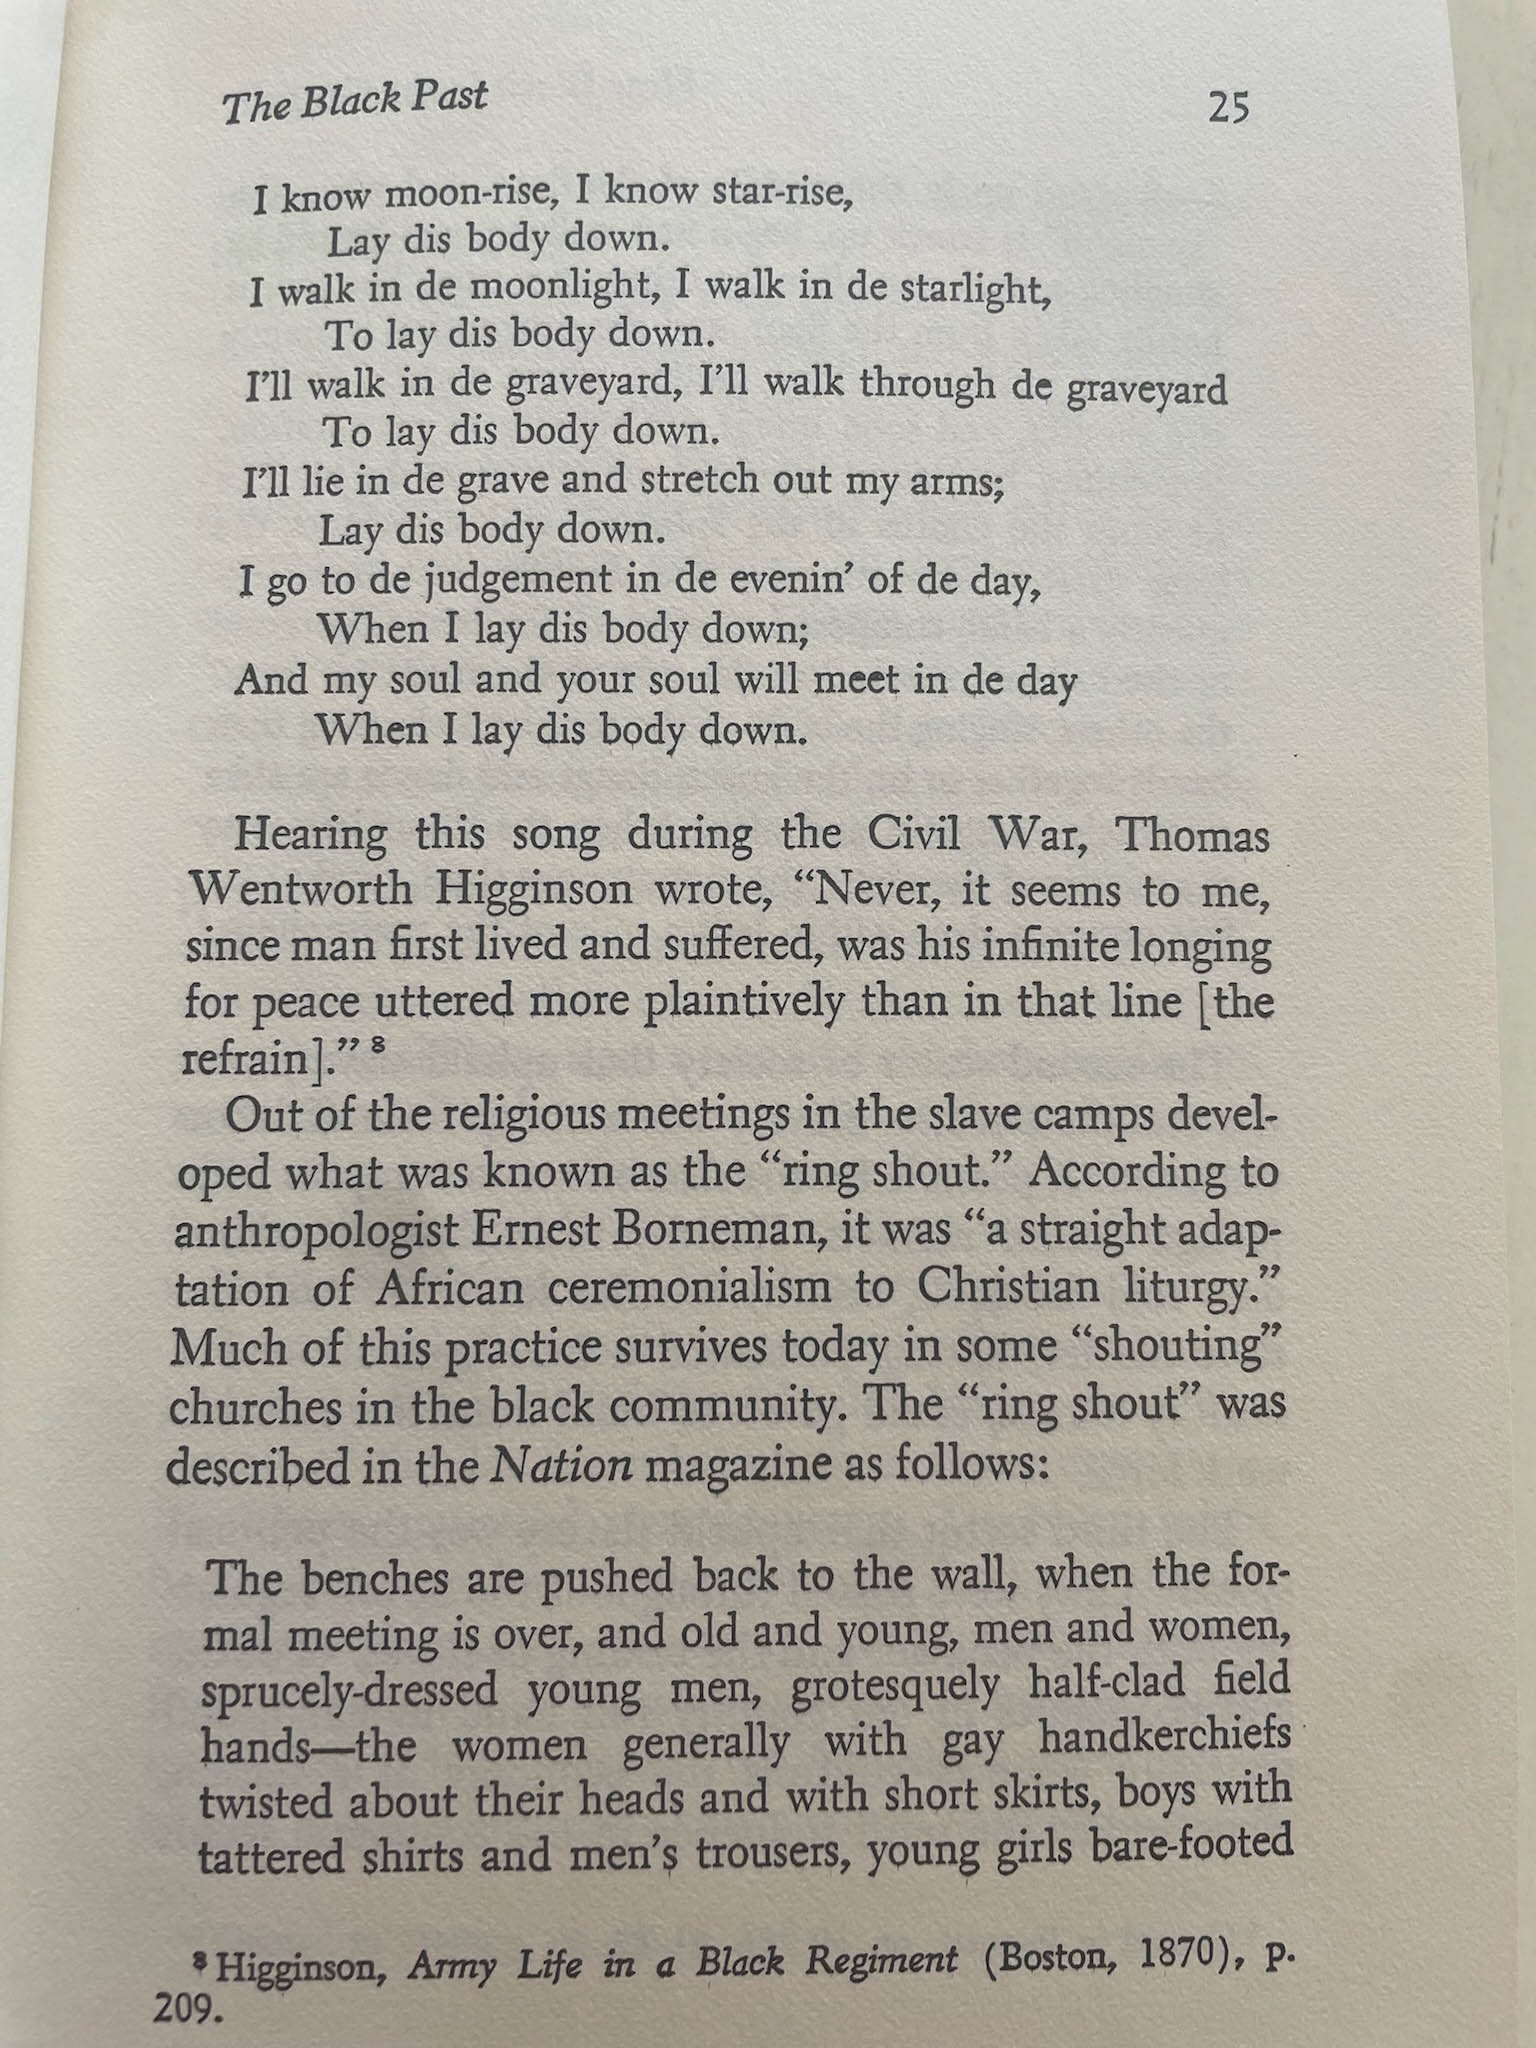 The Black Past 25
I know moon-rise, I know star-rise,
Lay dis body down.
I walk in de moonlight, I walk in de starlight,
To lay dis body down.
I'll walk in de graveyard, I'll walk through de graveyard
To lay dis body down.
I'll lie in de grave and stretch out my arms;
Lay dis body down.
I go to de judgement in de evenin' of de day,
When I lay dis body down;
And my soul and your soul will meet in de day
When I lay dis body down.
Hearing this song during the Civil War, Thomas
Wentworth Higginson wrote, “Never, it seems to me,
since man first lived and suffered, was his infinite longing
for peace uttered more plaintively than in that line [the
refrain].” 8
Out of the religious meetings in the slave camps devel-
oped what was known as the “ring shout.” According to
anthropologist Ernest Borneman, it was “a straight adap-
tation of African ceremonialism to Christian liturgy.”
Much of this practice survives today in some “shouting”
churches in the black community. The “ring shout” was
described in the Nation magazine as follows:
The benches are pushed back to the wall, when the for-
mal meeting is over, and old and young, men and women,
sprucely-dressed young men, grotesquely half-clad field
hands—the women generally with gay handkerchiefs
twisted about their heads and with short skirts, boys with
tattered shirts and men's trousers, young girls bare-footed
8 Higginson, Army Life in a Black Regiment (Boston, 1870), p.
209.